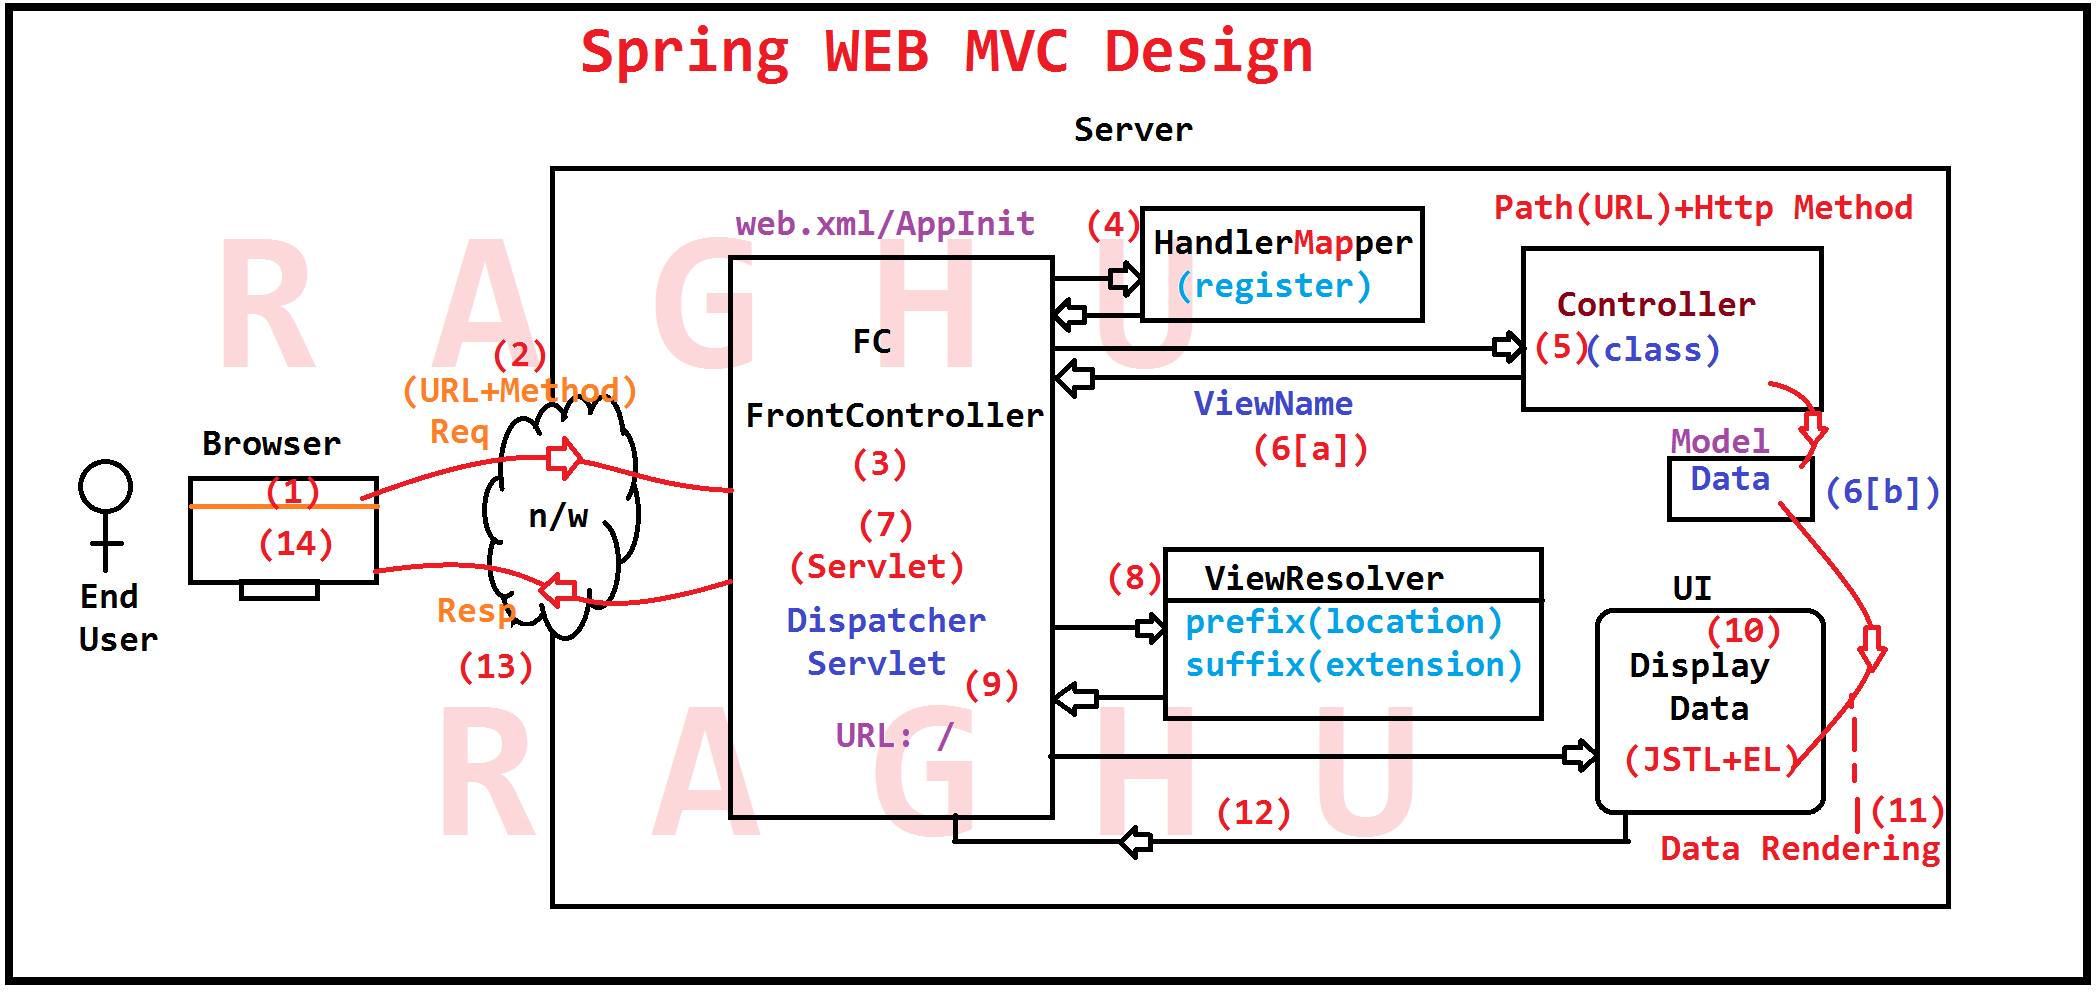 Spring WEB MVC Design
Server
web.xml/AppInit
(4)
HandlerMapper
(register)
Path(URL)+Http Method
Controller
(5)(class)
FC
FrontController
(3)
(7)
(Servlet)
Dispatcher
Servlet
(9)
URL: /
ViewName
(6[a])
Model
Data
(6[b])
(2)
(URL+Method)
Req
Browser
(1)
(14)
n/w
End
User
Resp
(13)
(8)
ViewResolver
prefix(location)
suffix(extension)
UI
(10)
Display
Data
(JSTL+EL)
(11)
Data Rendering
(12)
R A G H U
R A G H U